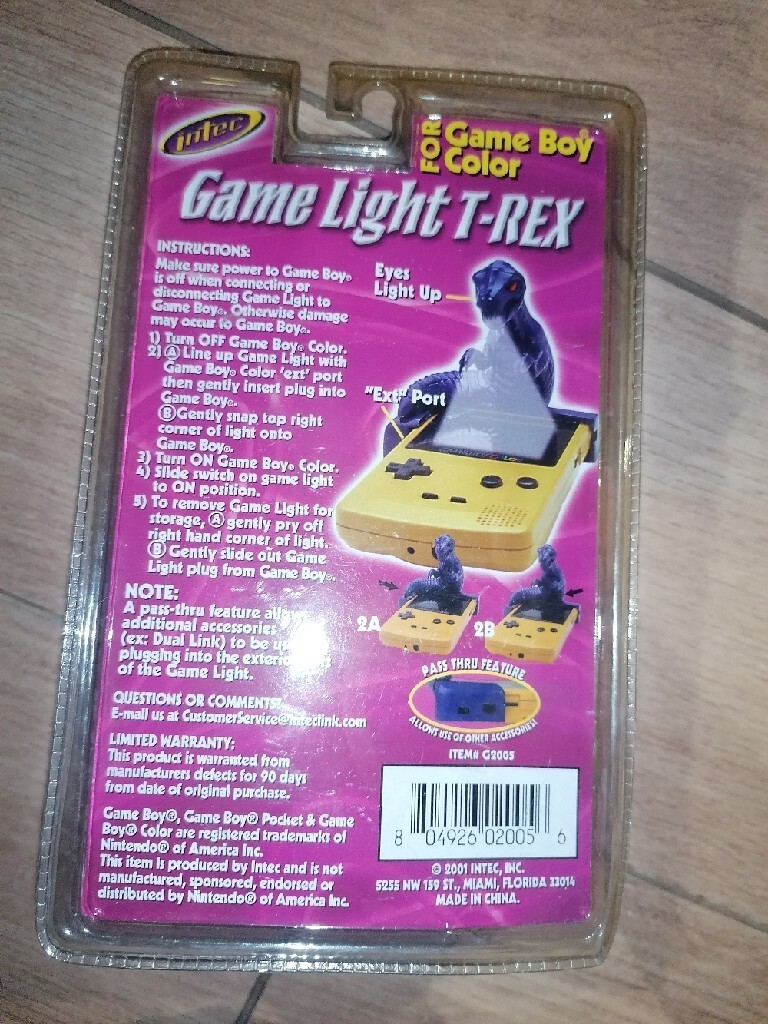 intec
FOR Game Boy®
Color
Game Light T-REX
INSTRUCTIONS:
Make sure power to Game Boy®
is off when connecting or
disconnecting Game Light to
Game Boy®. Otherwise damage
may occur to Game Boy®.
1) Turn OFF Game Boy® Color.
2) Ⓐ Line up Game Light with
Game Boy® Color 'ext' port
then gently insert plug into
Game Boy®.
Ⓑ Gently snap top right
corner of light onto
Game Boy®.
3) Turn ON Game Boy® Color.
4) Slide switch on game light
to ON position.
5) To remove Game Light for
storage, Ⓐ gently pry off
right hand corner of light.
Ⓑ Gently slide out Game
Light plug from Game Boy®.
Eyes
Light Up
"Ext" Port
2A
2B
NOTE:
A pass-thru feature
additional accessories
(ex: Dual Link) to be
plugging into the
of the Game Light.
PASS THRU FEATURE
ALLOWS USE OF OTHER ACCESSORIES!
ITEM# G2005
QUESTIONS OR COMMENTS?
E-mail us at CustomerService@inteclink.com
LIMITED WARRANTY:
This product is warranted from
manufacturers defects for 90 days
from date of original purchase.
Game Boy®, Game Boy® Pocket & Game
Boy® Color are registered trademarks of
Nintendo® of America Inc.
This item is produced by Intec and is not
manufactured, sponsored, endorsed or
distributed by Nintendo® of America Inc.
8 04926 02005 6
© 2001 INTEC, INC.
5255 NW 159 ST., MIAMI, FLORIDA 33014
MADE IN CHINA.